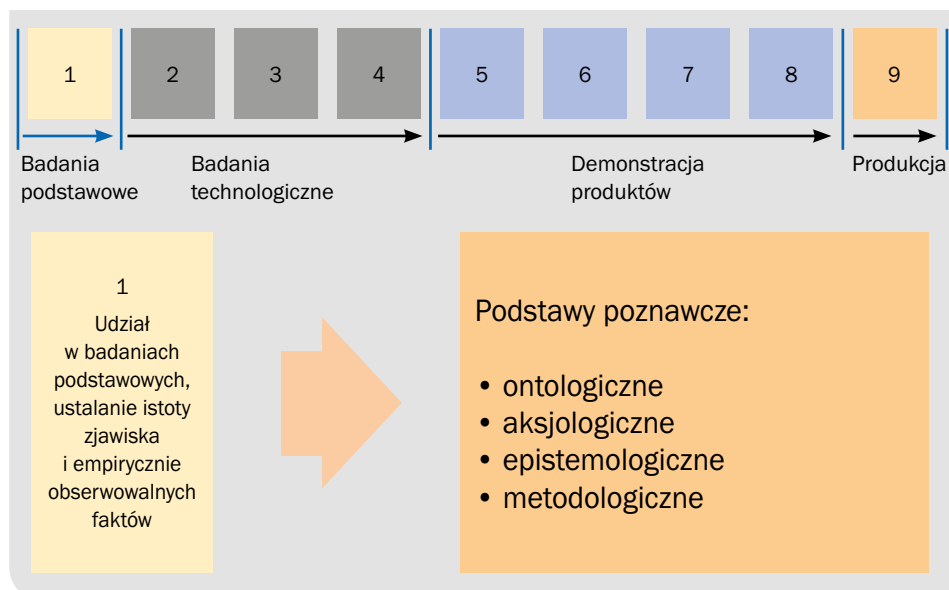 1
2
3
4
5
6
7
8
9
Badania
podstawowe
Badania
technologiczne
Demonstracja
produktów
Produkcja
1
Udział
w badaniach
podstawowych,
ustalanie istoty
zjawiska
i empirycznie
obserwowalnych
faktów
Podstawy poznawcze:
• ontologiczne
• aksjologiczne
• epistemologiczne
• metodologiczne